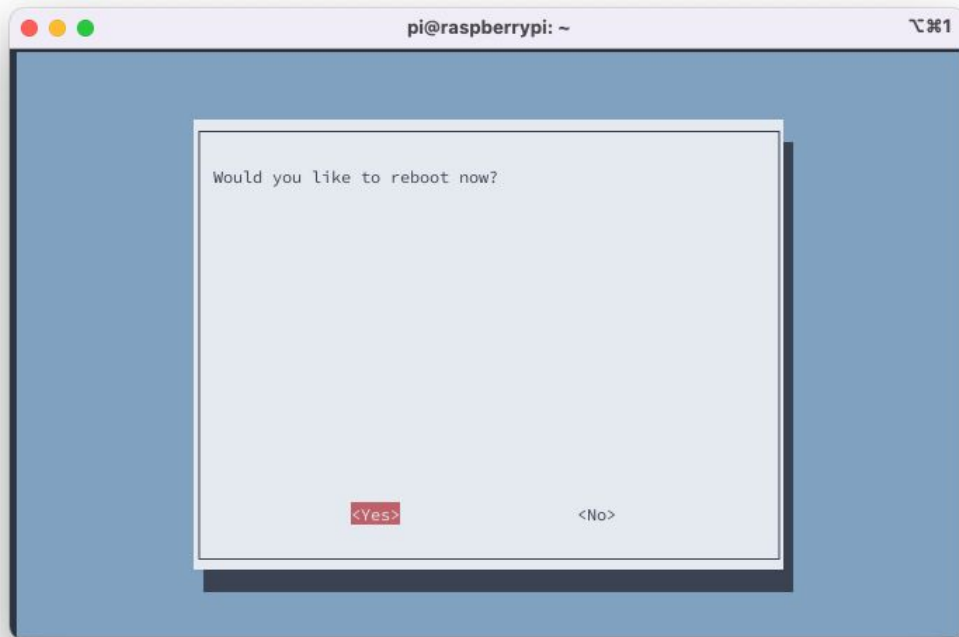 pi@raspberrypi: ~ ⌥⌘1
Would you like to reboot now?
<Yes> <No>